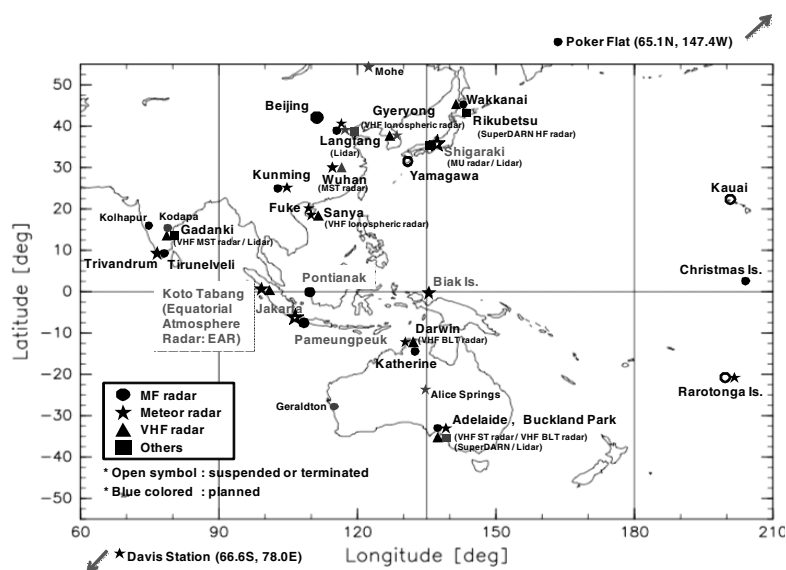 Poker Flat (65.1N, 147.4W)
Mohe
Beijing
Gyeryong
(VHF Ionospheric radar)
Wakkanai
Rikubetsu
(SuperDARN HF radar)
Langfang
(Lidar)
Shigaraki
(MU radar / Lidar)
Kunming
Wuhan
(MST radar)
Yamagawa
Kauai
Fuke
Sanya
(VHF Ionospheric radar)
Kolhapur
Kodapa
Gadanki
(VHF MST radar / Lidar)
Trivandrum
Tirunelveli
Pontianak
Biak Is.
Christmas Is.
Koto Tabang
(Equatorial
Atmosphere
Radar: EAR)
Jakarta
Pameungpeuk
Darwin
(VHF BLT radar)
Katherine
Alice Springs
Rarotonga Is.
Geraldton
Adelaide, Buckland Park
(VHF ST radar / VHF BLT radar)
(SuperDARN / Lidar)
MF radar
Meteor radar
VHF radar
Others
* Open symbol : suspended or terminated
* Blue colored : planned
50
40
30
20
10
0
-10
-20
-30
-40
-50
Latitude [deg]
60
90
120
150
180
210
Longitude [deg]
Davis Station (66.6S, 78.0E)